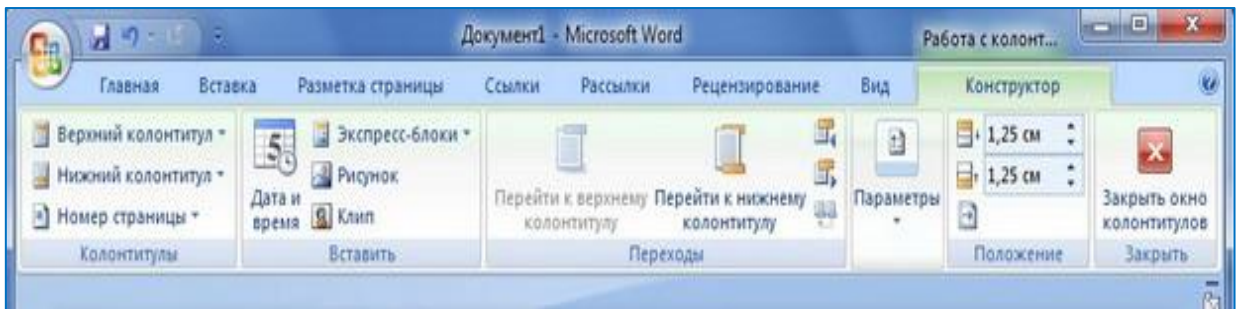 Документ1 - Microsoft Word
Работа с колонт...
Главная Вставка Разметка страницы Ссылки Рассылки Рецензирование Вид Конструктор
Верхний колонтитул
Нижний колонтитул
Номер страницы
Колонтитулы
5
Дата и
время
Экспресс-блоки
Рисунок
Клип
Вставить
Перейти к верхнему
колонтитулу
Перейти к нижнему
колонтитулу
Переходы
Параметры
1,25 см
1,25 см
Положение
Закрыть окно
колонтитулов
Закрыть